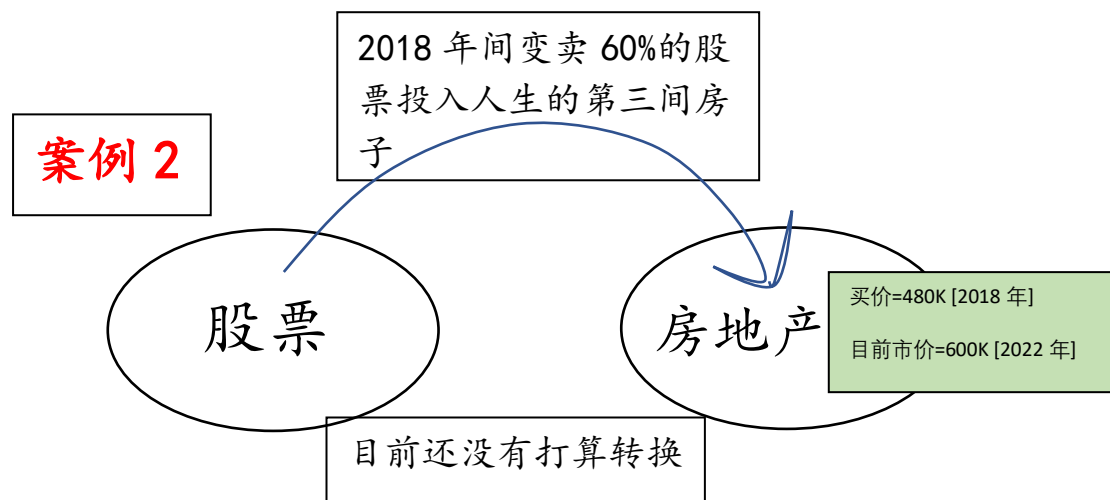 2018 年间变卖 60%的股
票投入人生的第三间房
子
案例 2
股票
房地产
买价=480K [2018 年]
目前市价=600K [2022 年]
目前还没有打算转换